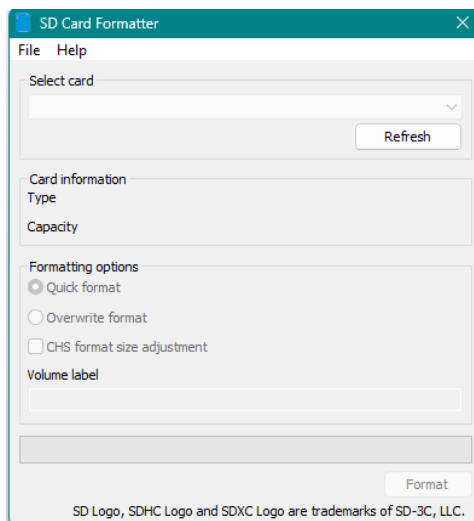 SD Card Formatter
File Help
Select card
Refresh
Card information
Type
Capacity
Formatting options
Quick format
Overwrite format
CHS format size adjustment
Volume label
Format
SD Logo, SDHC Logo and SDXC Logo are trademarks of SD-3C, LLC.